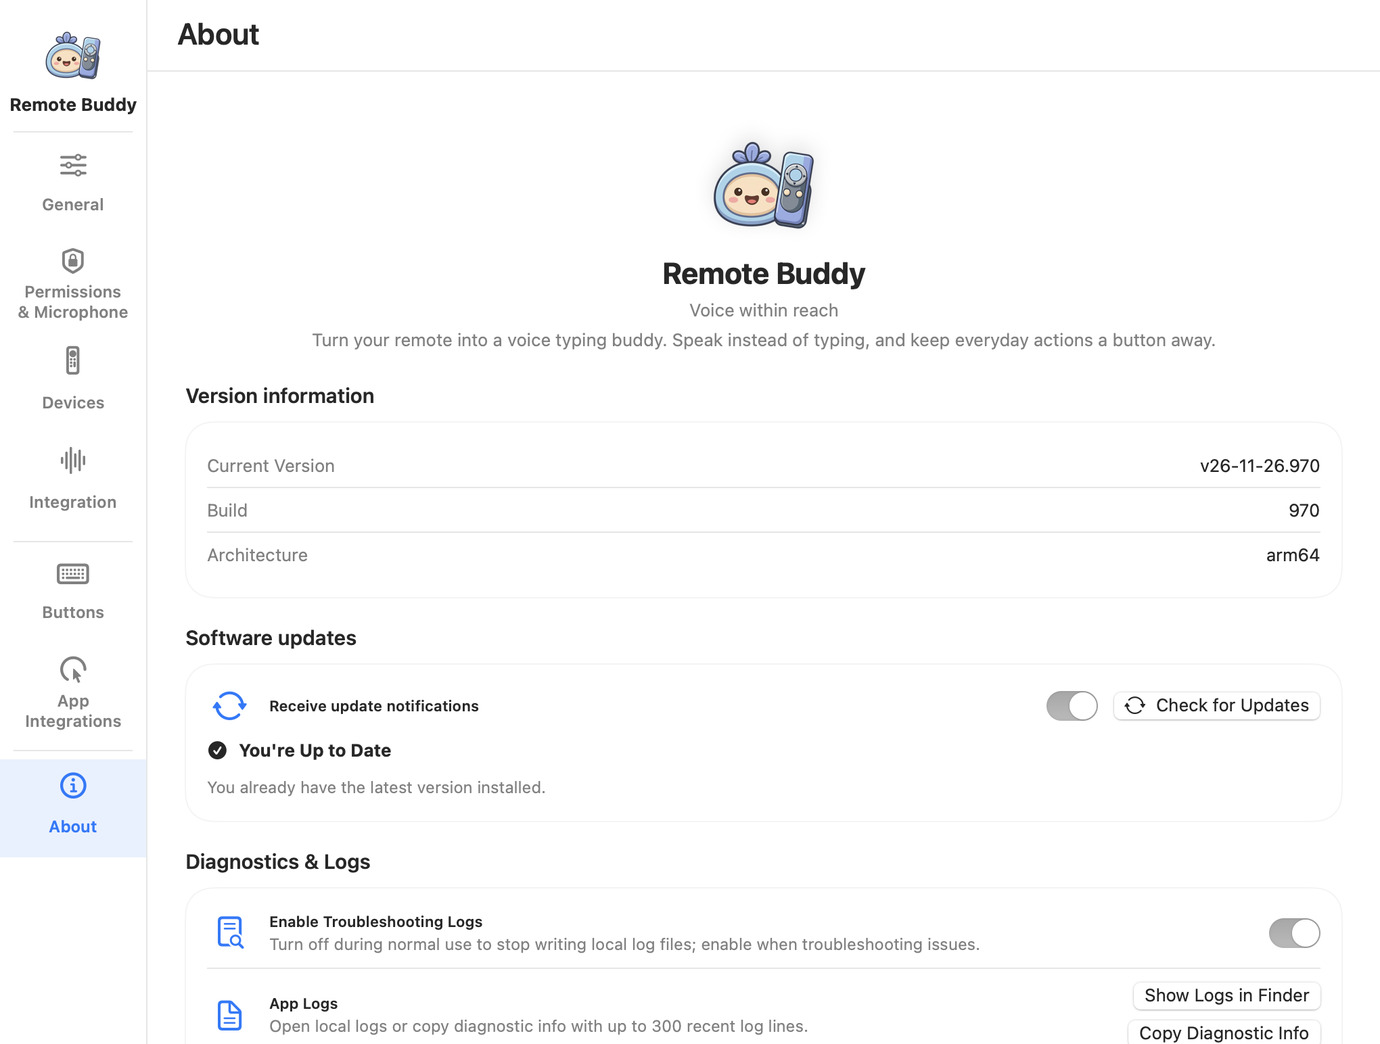 Remote Buddy
General
Permissions
& Microphone
Devices
Integration
Buttons
App
Integrations
About
About
Remote Buddy
Voice within reach
Turn your remote into a voice typing buddy. Speak instead of typing, and keep everyday actions a button away.
Version information
Current Version v26-11-26.970
Build 970
Architecture arm64
Software updates
Receive update notifications Check for Updates
You're Up to Date
You already have the latest version installed.
Diagnostics & Logs
Enable Troubleshooting Logs
Turn off during normal use to stop writing local log files; enable when troubleshooting issues.
App Logs
Open local logs or copy diagnostic info with up to 300 recent log lines.
Show Logs in Finder
Copy Diagnostic Info